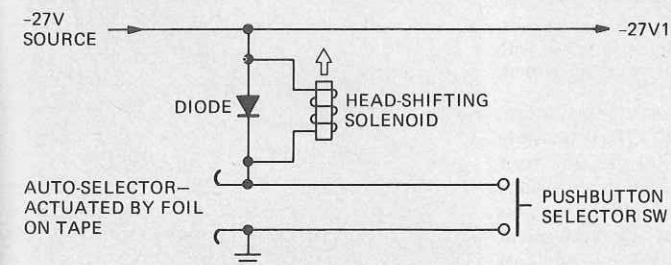 –27V
SOURCE
–27V1
DIODE
HEAD-SHIFTING
SOLENOID
AUTO-SELECTOR—
ACTUATED BY FOIL
ON TAPE
PUSHBUTTON
SELECTOR SW